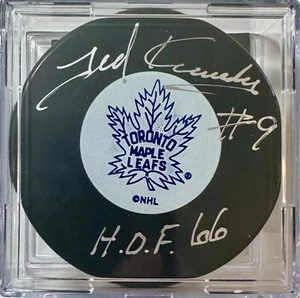 Ted Kennedy
#9
TORONTO
MAPLE
LEAFS
©NHL
H.O.F. 66